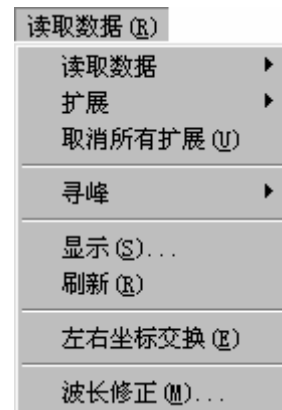 读取数据(R)
读取数据
扩展
取消所有扩展(U)
寻峰
显示(S)...
刷新(R)
左右坐标交换(E)
波长修正(M)...